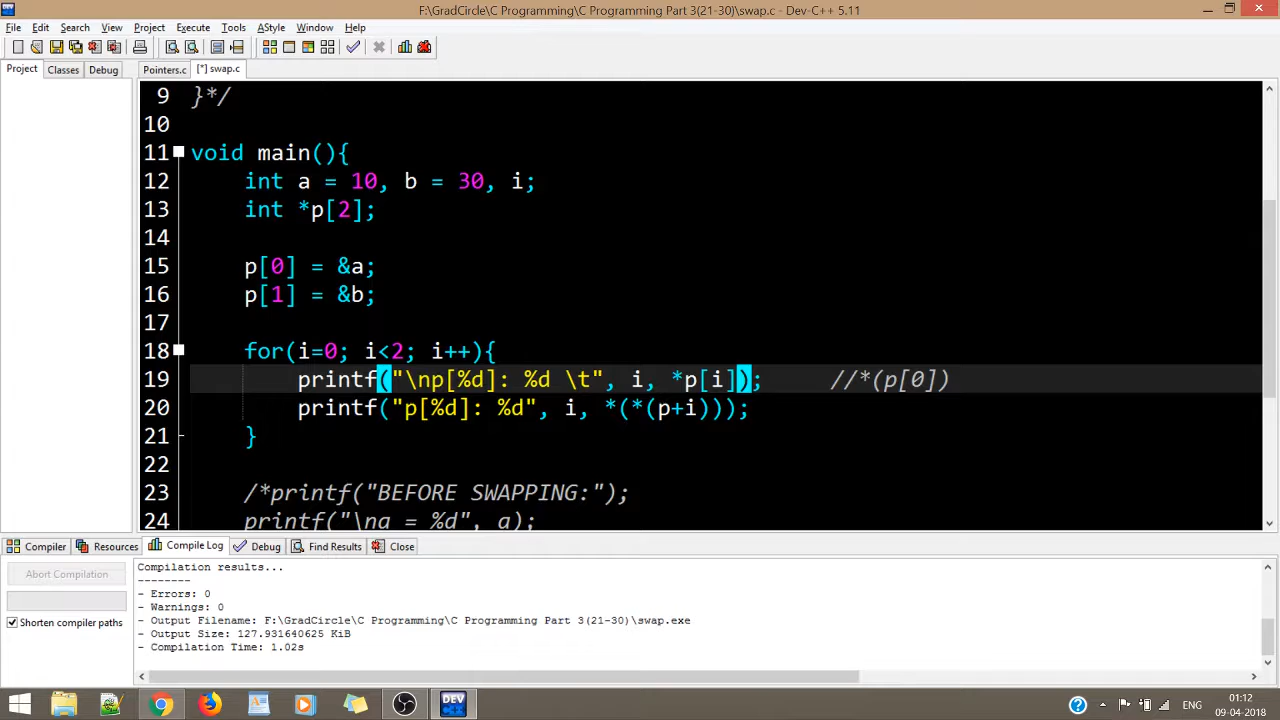 F:\GradCircle\C Programming\C Programming Part 3(21-30)\swap.c - Dev-C++ 5.11
File Edit Search View Project Execute Tools AStyle Window Help
Project Classes Debug Pointers.c [*] swap.c
9 }*/
10
11 void main(){
12 int a = 10, b = 30, i;
13 int *p[2];
14
15 p[0] = &a;
16 p[1] = &b;
17
18 for(i=0; i<2; i++){
19 printf("\np[%d]: %d \t", i, *p[i]); //*(p[0])
20 printf("p[%d]: %d", i, *(*(p+i)));
21 }
22
23 /*printf("BEFORE SWAPPING:");
24 printf("\na = %d", a);
Compiler Resources Compile Log Debug Find Results Close
Abort Compilation
Shorten compiler paths
Compilation results...
--------
- Errors: 0
- Warnings: 0
- Output Filename: F:\GradCircle\C Programming\C Programming Part 3(21-30)\swap.exe
- Output Size: 127.931640625 KiB
- Compilation Time: 1.02s
DEV
ENG
01:12
09-04-2018